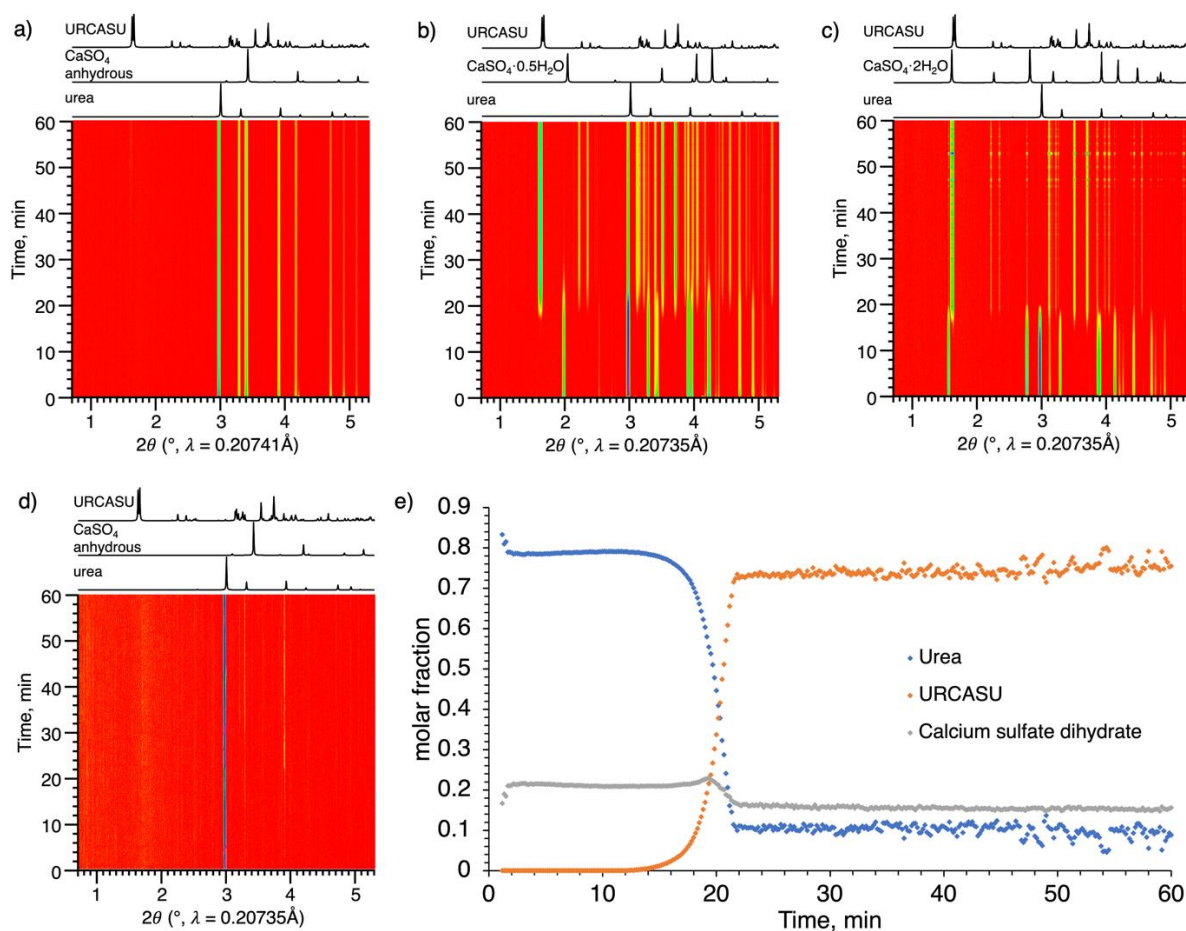 a)
URCASU
CaSO4
anhydrous
urea
60
50
40
30
20
10
0
Time, min
1 2 3 4 5
2θ (°, λ = 0.20741Å)
b)
URCASU
CaSO4·0.5H2O
urea
60
50
40
30
20
10
0
Time, min
1 2 3 4 5
2θ (°, λ = 0.20735Å)
c)
URCASU
CaSO4·2H2O
urea
60
50
40
30
20
10
0
Time, min
1 2 3 4 5
2θ (°, λ = 0.20735Å)
d)
URCASU
CaSO4
anhydrous
urea
60
50
40
30
20
10
0
Time, min
1 2 3 4 5
2θ (°, λ = 0.20735Å)
e)
0.9
0.8
0.7
0.6
0.5
0.4
0.3
0.2
0.1
0
molar fraction
Urea
URCASU
Calcium sulfate dihydrate
0 10 20 30 40 50 60
Time, min